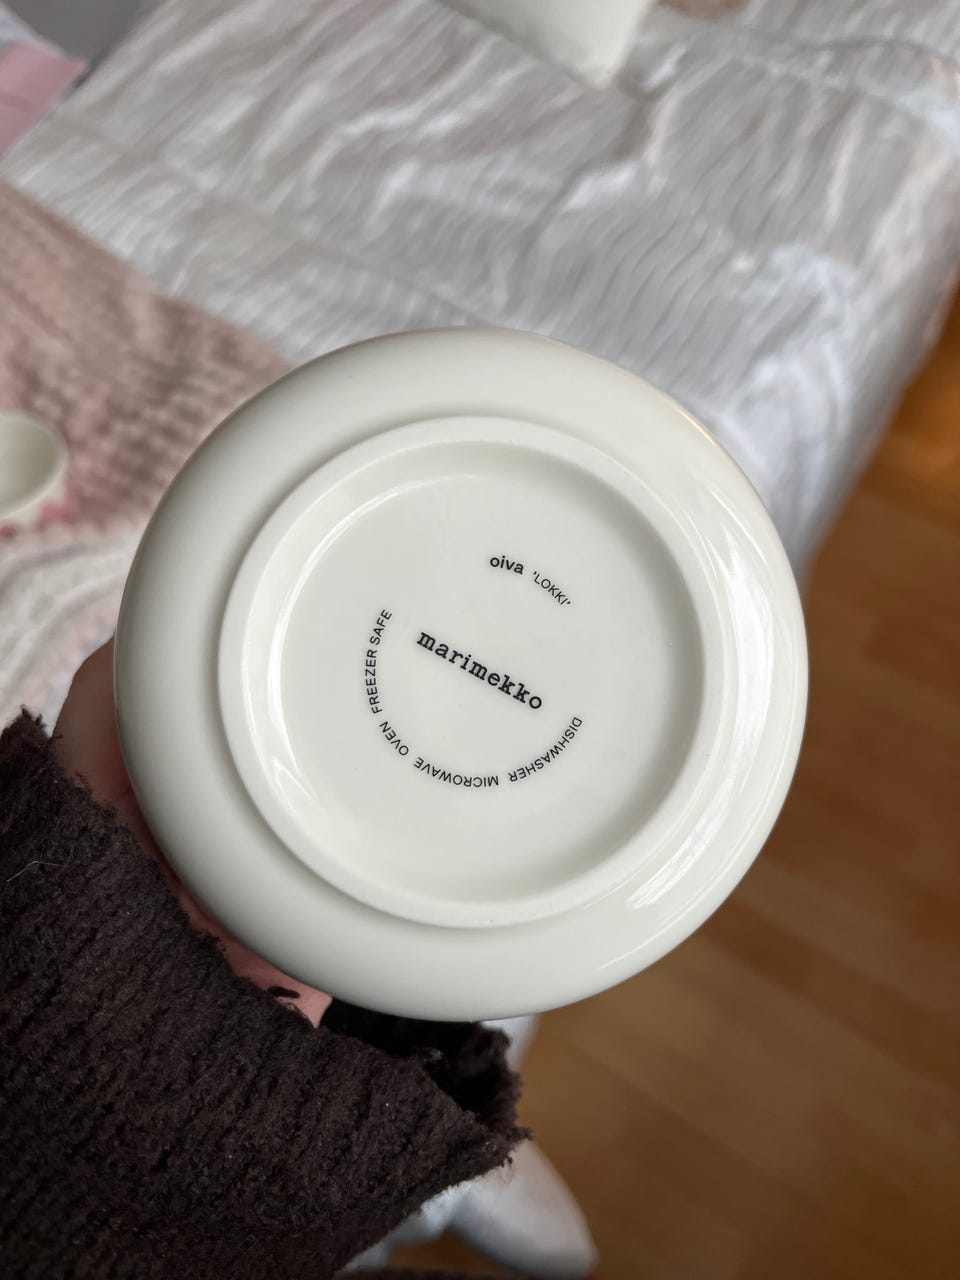 oiva 'LOKKI'
marimekko
DISHWASHER MICROWAVE OVEN FREEZER SAFE